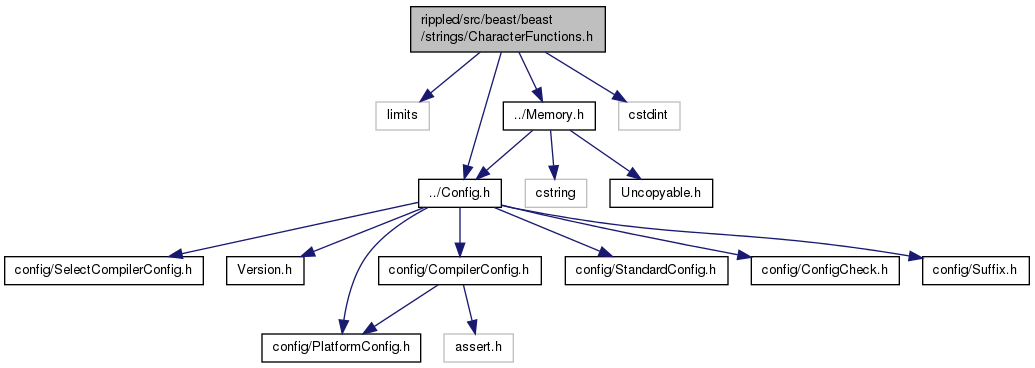 rippled/src/beast/beast
/strings/CharacterFunctions.h
limits
../Memory.h
cstdint
../Config.h
cstring
Uncopyable.h
config/SelectCompilerConfig.h
Version.h
config/CompilerConfig.h
config/StandardConfig.h
config/ConfigCheck.h
config/Suffix.h
config/PlatformConfig.h
assert.h